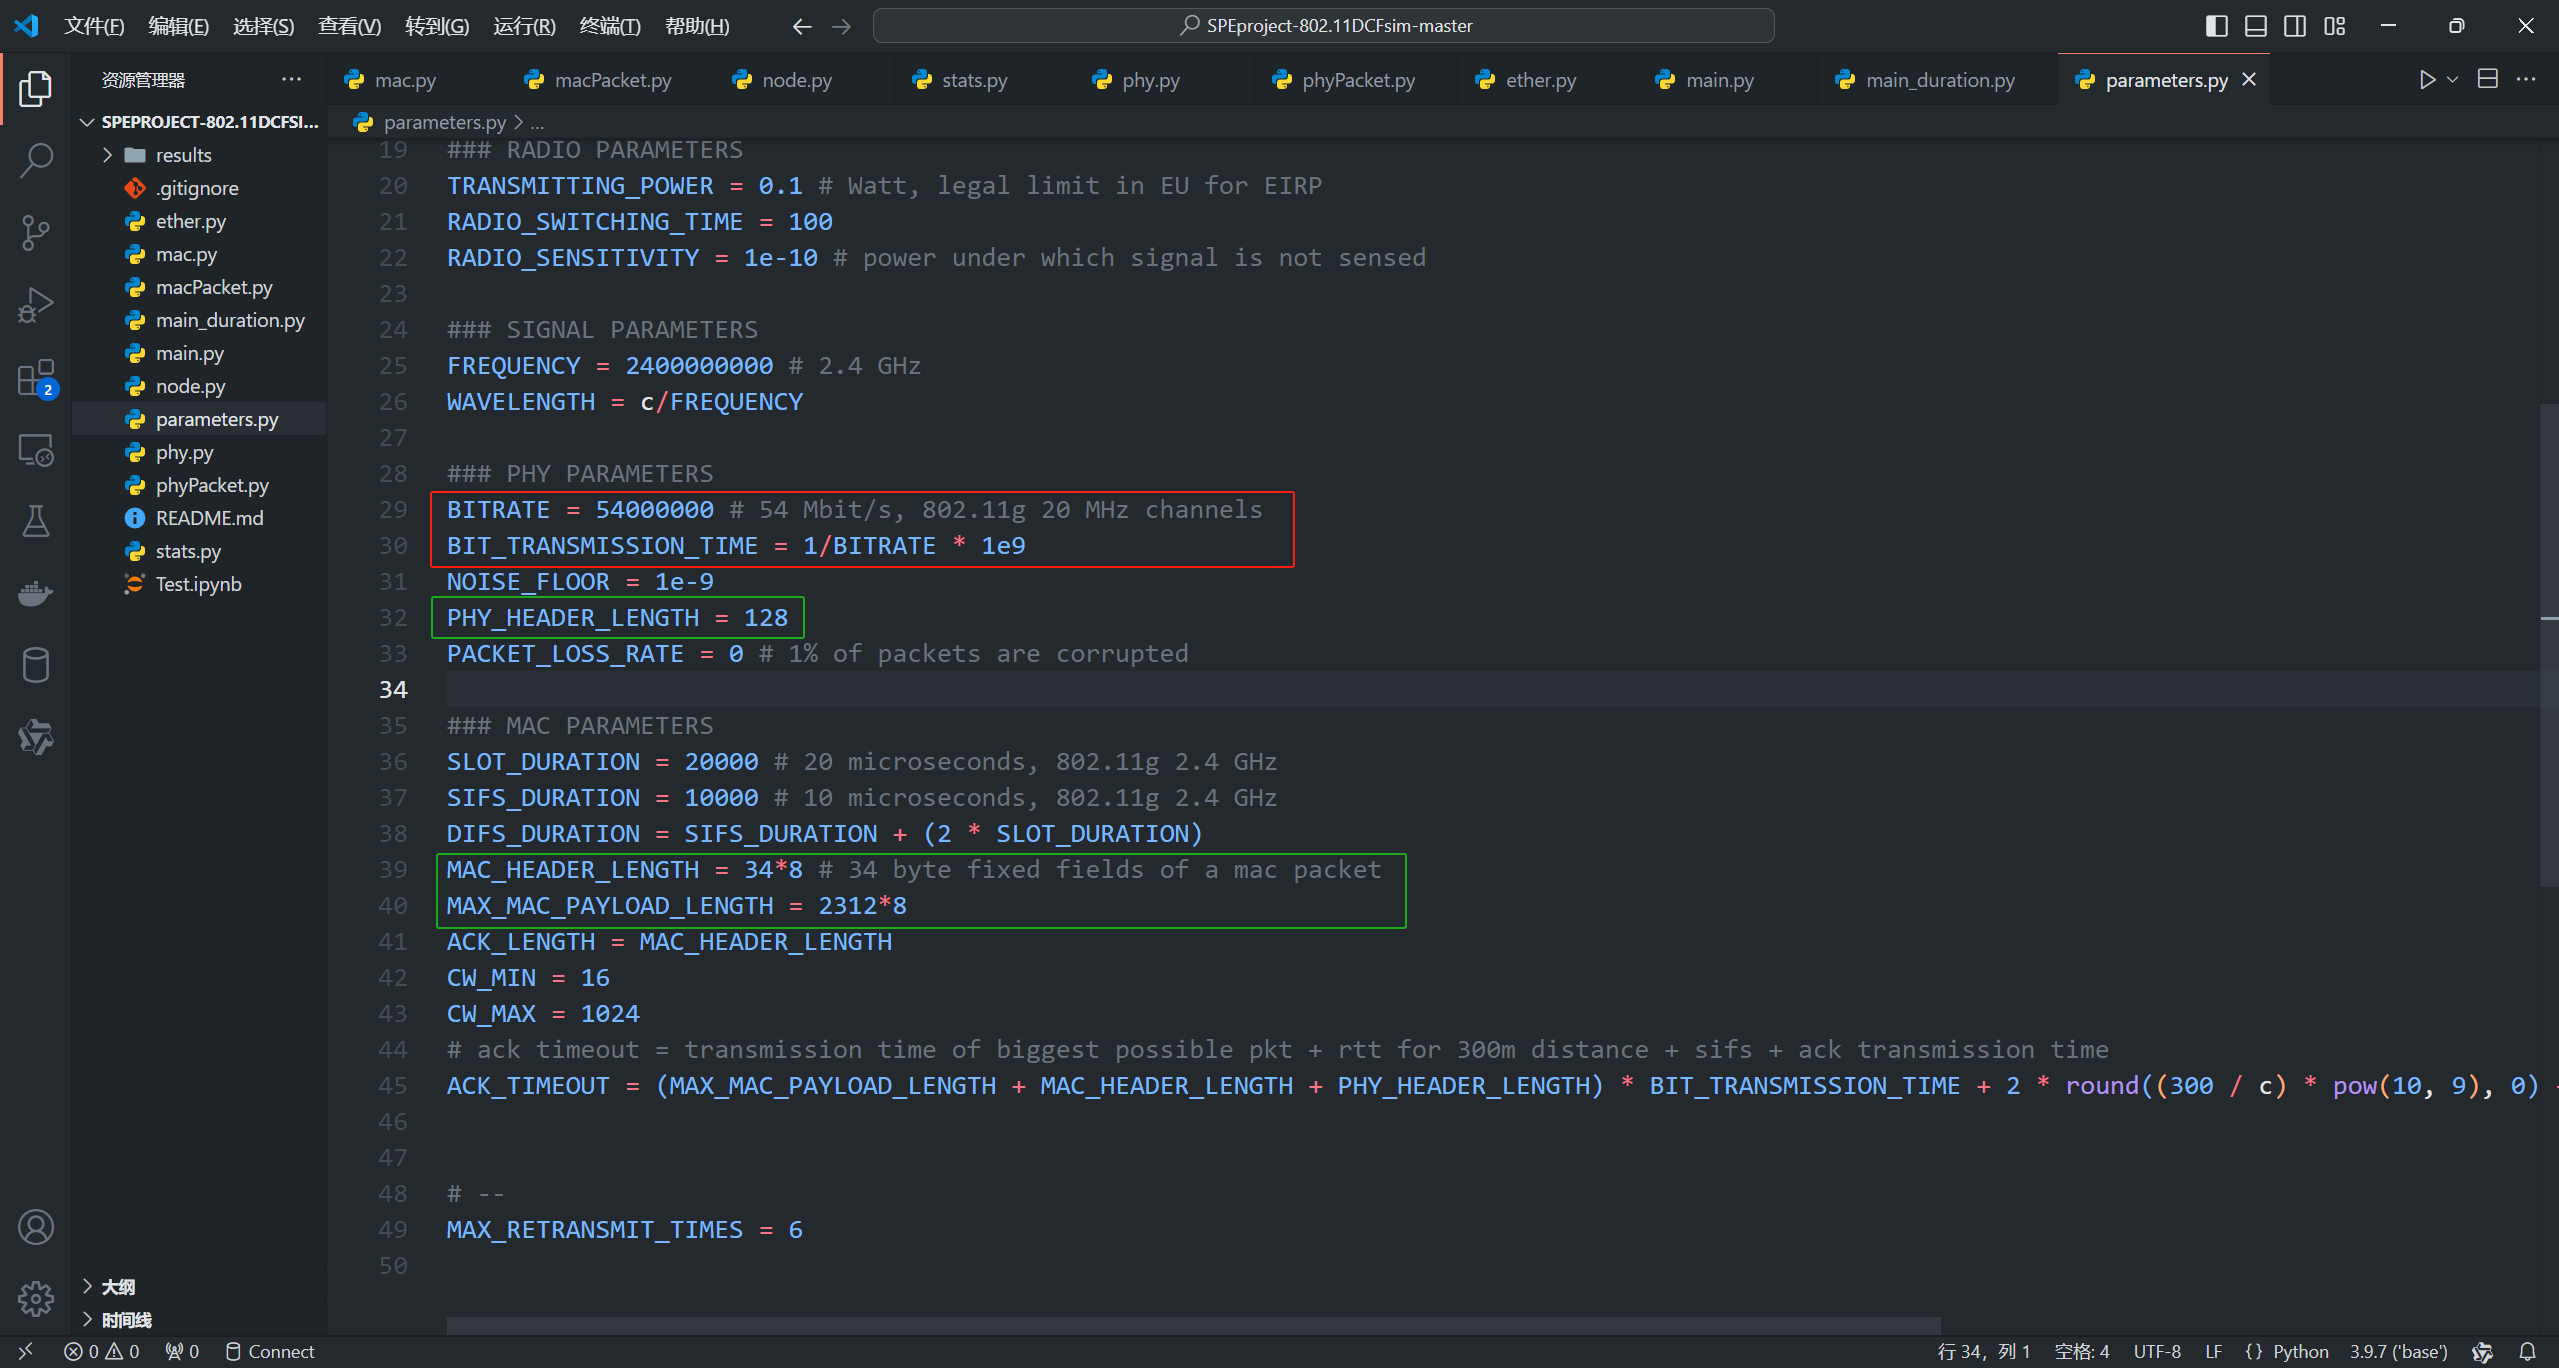 文件(F) 编辑(E) 选择(S) 查看(V) 转到(G) 运行(R) 终端(T) 帮助(H)
SPEproject-802.11DCFsim-master
资源管理器
mac.py macPacket.py node.py stats.py phy.py phyPacket.py ether.py main.py main_duration.py parameters.py
SPEPROJECT-802.11DCFSI...
results
.gitignore
ether.py
mac.py
macPacket.py
main_duration.py
main.py
node.py
parameters.py
phy.py
phyPacket.py
README.md
stats.py
Test.ipynb
大纲
时间线
2
parameters.py > ...
19 ### RADIO PARAMETERS
20 TRANSMITTING_POWER = 0.1 # Watt, legal limit in EU for EIRP
21 RADIO_SWITCHING_TIME = 100
22 RADIO_SENSITIVITY = 1e-10 # power under which signal is not sensed
23
24 ### SIGNAL PARAMETERS
25 FREQUENCY = 2400000000 # 2.4 GHz
26 WAVELENGTH = c/FREQUENCY
27
28 ### PHY PARAMETERS
29 BITRATE = 54000000 # 54 Mbit/s, 802.11g 20 MHz channels
30 BIT_TRANSMISSION_TIME = 1/BITRATE * 1e9
31 NOISE_FLOOR = 1e-9
32 PHY_HEADER_LENGTH = 128
33 PACKET_LOSS_RATE = 0 # 1% of packets are corrupted
34
35 ### MAC PARAMETERS
36 SLOT_DURATION = 20000 # 20 microseconds, 802.11g 2.4 GHz
37 SIFS_DURATION = 10000 # 10 microseconds, 802.11g 2.4 GHz
38 DIFS_DURATION = SIFS_DURATION + (2 * SLOT_DURATION)
39 MAC_HEADER_LENGTH = 34*8 # 34 byte fixed fields of a mac packet
40 MAX_MAC_PAYLOAD_LENGTH = 2312*8
41 ACK_LENGTH = MAC_HEADER_LENGTH
42 CW_MIN = 16
43 CW_MAX = 1024
44 # ack timeout = transmission time of biggest possible pkt + rtt for 300m distance + sifs + ack transmission time
45 ACK_TIMEOUT = (MAX_MAC_PAYLOAD_LENGTH + MAC_HEADER_LENGTH + PHY_HEADER_LENGTH) * BIT_TRANSMISSION_TIME + 2 * round((300 / c) * pow(10, 9), 0)
46
47
48 # --
49 MAX_RETRANSMIT_TIMES = 6
50
0 0 0 Connect 行 34, 列 1 空格: 4 UTF-8 LF {} Python 3.9.7 ('base')